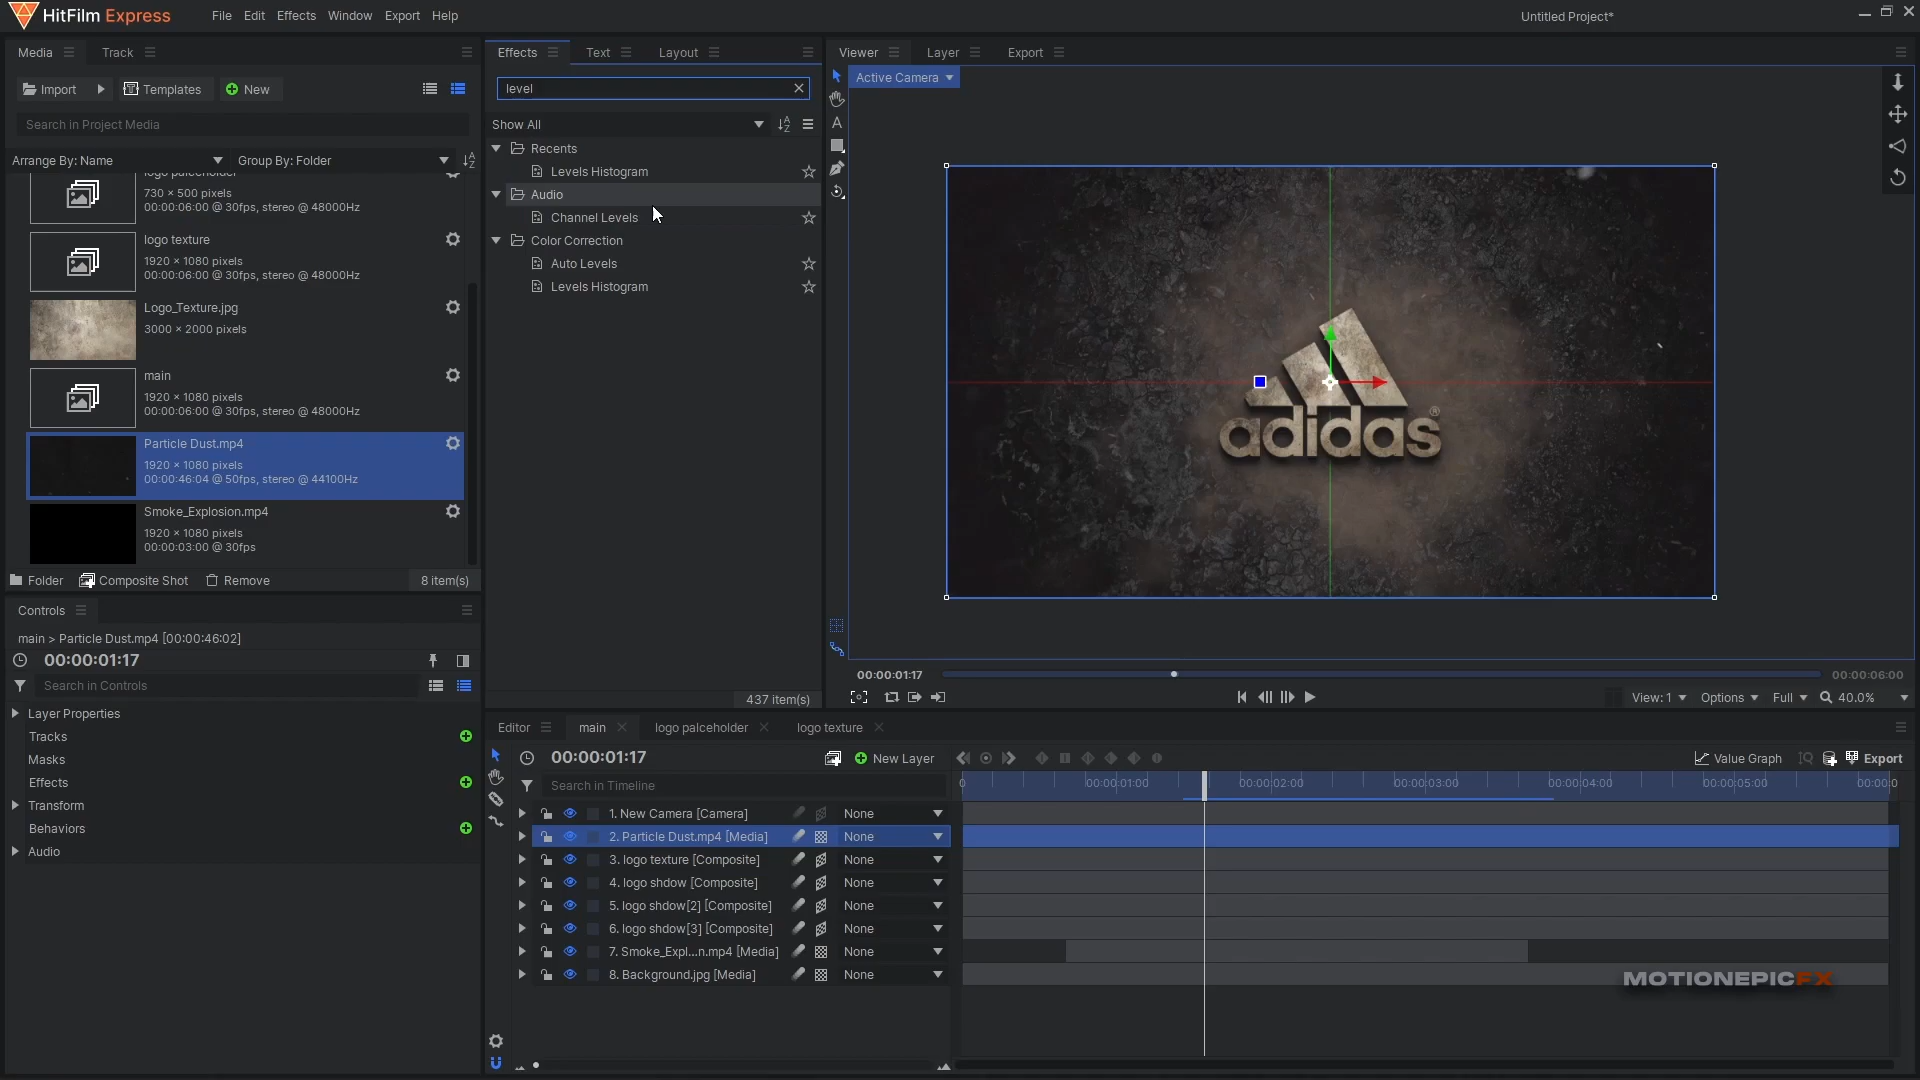 HitFilm Express
File Edit Effects Window Export Help
Untitled Project*
Media
Track
Import
Templates
New
Search in Project Media
Arrange By: Name
Group By: Folder
logo palceholder
730 × 500 pixels
00:00:06:00 @ 30fps, stereo @ 48000Hz
logo texture
1920 × 1080 pixels
00:00:06:00 @ 30fps, stereo @ 48000Hz
Logo_Texture.jpg
3000 × 2000 pixels
main
1920 × 1080 pixels
00:00:06:00 @ 30fps, stereo @ 48000Hz
Particle Dust.mp4
1920 × 1080 pixels
00:00:46:04 @ 50fps, stereo @ 44100Hz
Smoke_Explosion.mp4
1920 × 1080 pixels
00:00:03:00 @ 30fps
Folder
Composite Shot
Remove
8 item(s)
Controls
main > Particle Dust.mp4 [00:00:46:02]
00:00:01:17
Search in Controls
Layer Properties
Tracks
Masks
Effects
Transform
Behaviors
Audio
Effects
Text
Layout
level
Show All
Recents
Levels Histogram
Audio
Channel Levels
Color Correction
Auto Levels
Levels Histogram
437 item(s)
Viewer
Layer
Export
Active Camera
A
adidas®
00:00:01:17
00:00:06:00
View: 1
Options
Full
40.0%
Editor
main
logo palceholder
logo texture
00:00:01:17
New Layer
Value Graph
Export
Search in Timeline
0
00:00:01:00
00:00:02:00
00:00:03:00
00:00:04:00
00:00:05:00
00:00:0
1. New Camera [Camera] None
2. Particle Dust.mp4 [Media] None
3. logo texture [Composite] None
4. logo shdow [Composite] None
5. logo shdow[2] [Composite] None
6. logo shdow[3] [Composite] None
7. Smoke_Expl...n.mp4 [Media] None
8. Background.jpg [Media] None
MOTIONEPICFX